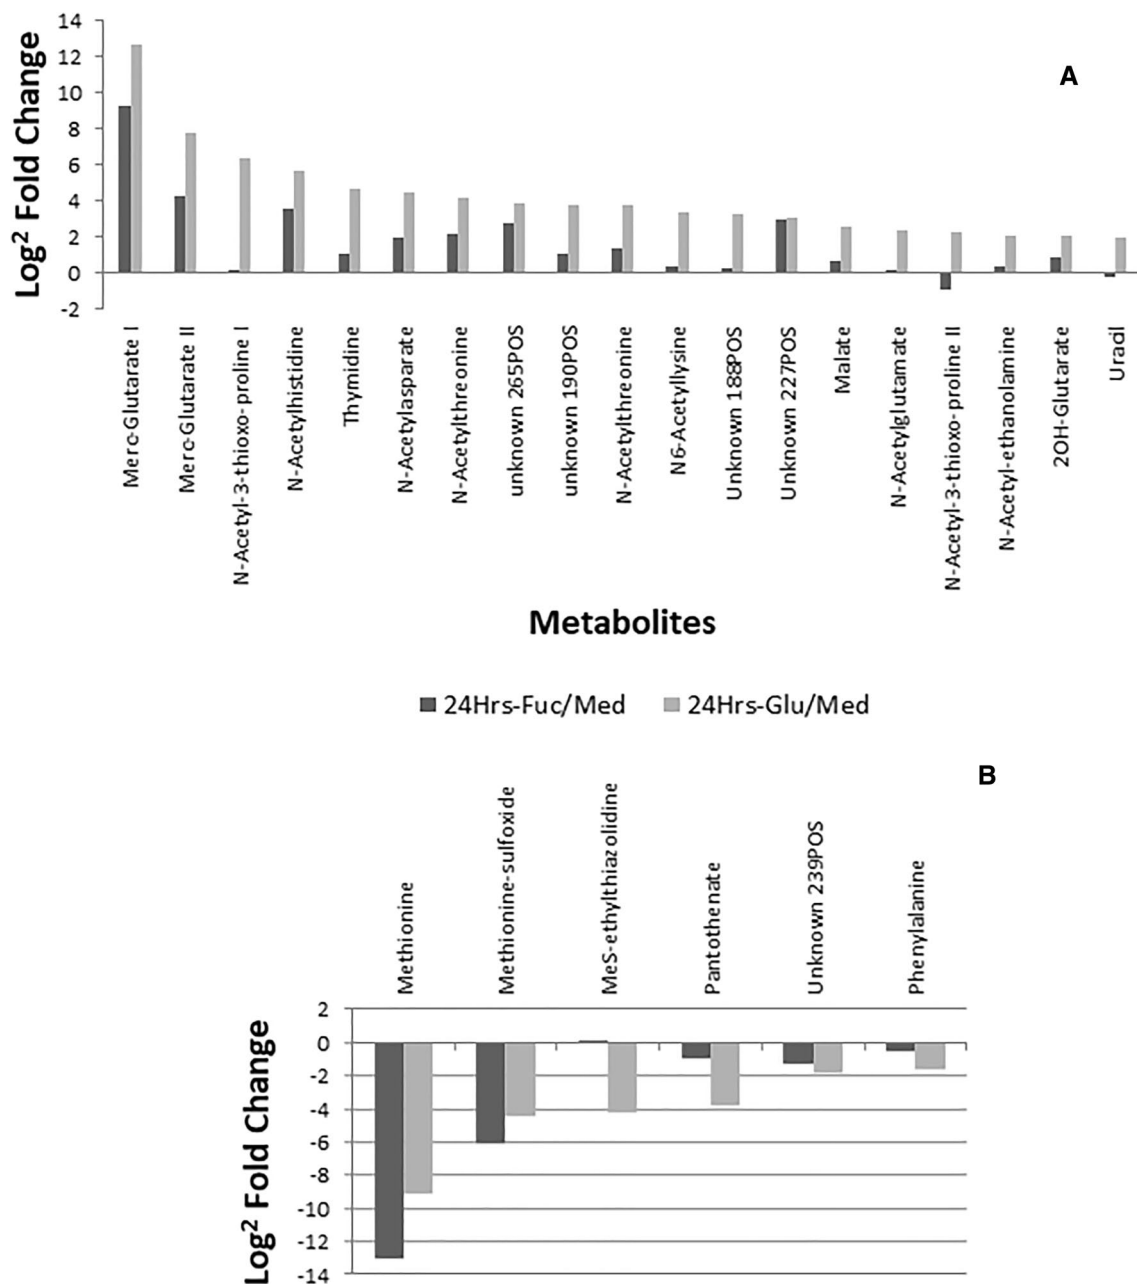 A
Log² Fold Change
14
12
10
8
6
4
2
0
-2
Merc-Glutarate I
Merc-Glutarate II
N-Acetyl-3-thioxo-proline I
N-Acetylhistidine
Thymidine
N-Acetylasparate
N-Acetylthreonine
unknown 265POS
unknown 190POS
N-Acetylthreonine
N6-Acetyllysine
Unknown 188POS
Unknown 227POS
Malate
N-Acetylglutamate
N-Acetyl-3-thioxo-proline II
N-Acetyl-ethanolamine
2OH-Glutarate
Uracil
Metabolites
24Hrs-Fuc/Med
24Hrs-Glu/Med
B
Methionine
Methionine-sulfoxide
MeS-ethylthiazolidine
Pantothenate
Unknown 239POS
Phenylalanine
Log² Fold Change
2
0
-2
-4
-6
-8
-10
-12
-14